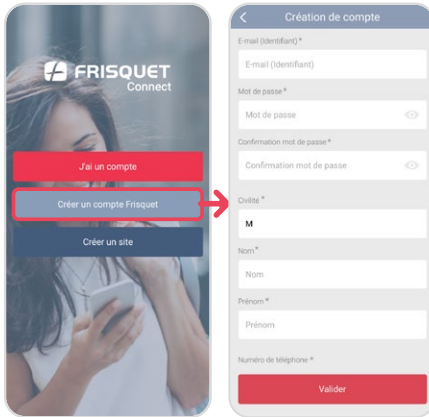 FRISQUET
Connect
J'ai un compte
Créer un compte Frisquet
Créer un site
Création de compte
E-mail (Identifiant) *
E-mail (Identifiant)
Mot de passe *
Mot de passe
Confirmation mot de passe *
Confirmation mot de passe
Civilité *
M
Nom *
Nom
Prénom *
Prénom
Numéro de téléphone *
Valider